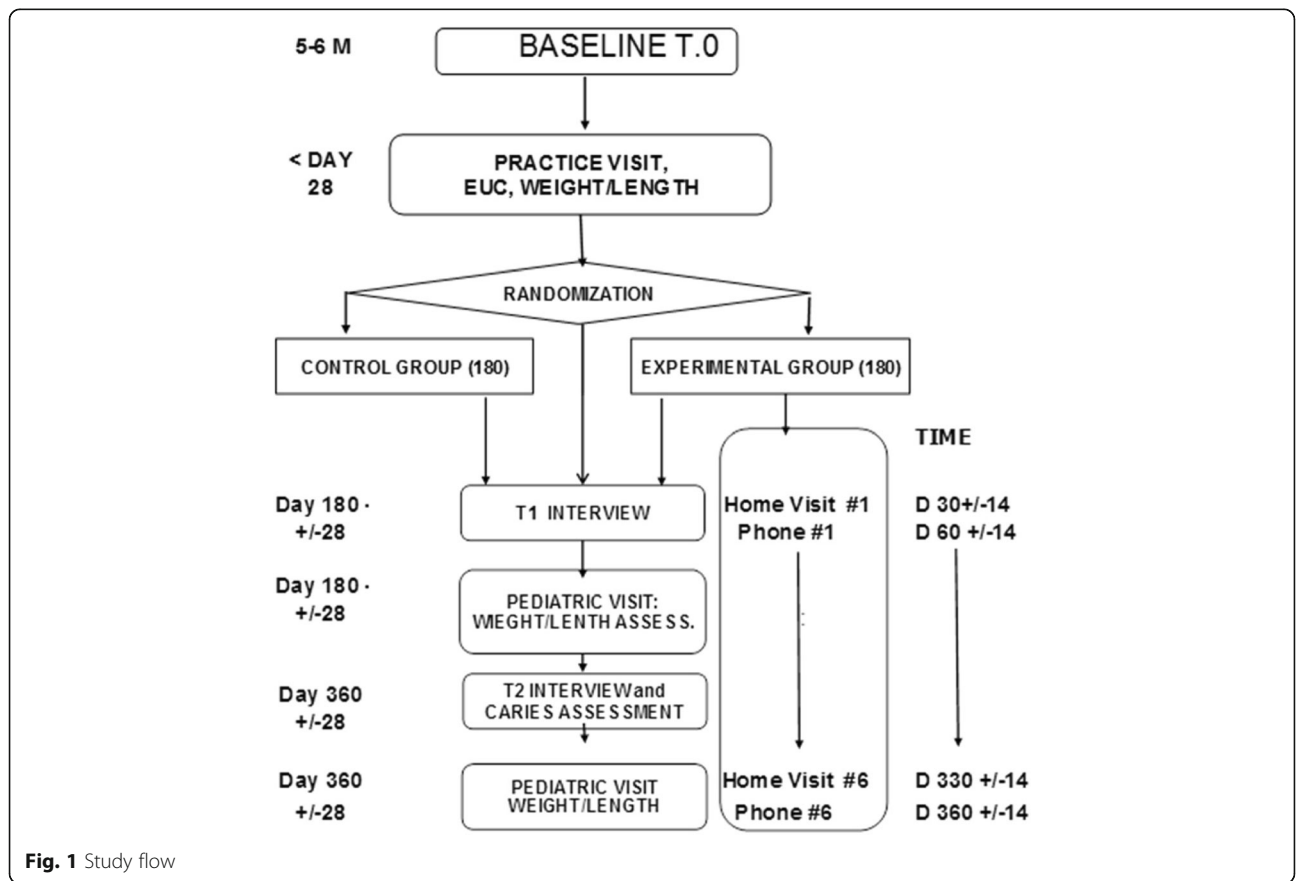 5-6 M
BASELINE T.0
< DAY
28
PRACTICE VISIT,
EUC, WEIGHT/LENGTH
RANDOMIZATION
CONTROL GROUP (180)
EXPERIMENTAL GROUP (180)
TIME
Day 180 ·
+/-28
T1 INTERVIEW
Home Visit #1
Phone #1
D 30+/-14
D 60 +/-14
Day 180 ·
+/-28
PEDIATRIC VISIT:
WIEGHT/LENTH ASSESS.
:
Day 360
+/-28
T2 INTERVIEW and
CARIES ASSESSMENT
Day 360
+/-28
PEDIATRIC VISIT
WEIGHT/LENGTH
Home Visit #6
Phone #6
D 330 +/-14
D 360 +/-14
Fig. 1 Study flow